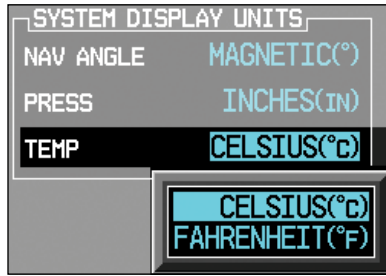 SYSTEM DISPLAY UNITS
NAV ANGLE MAGNETIC(°)
PRESS INCHES(IN)
TEMP CELSIUS(°C)
CELSIUS(°C)
FAHRENHEIT(°F)